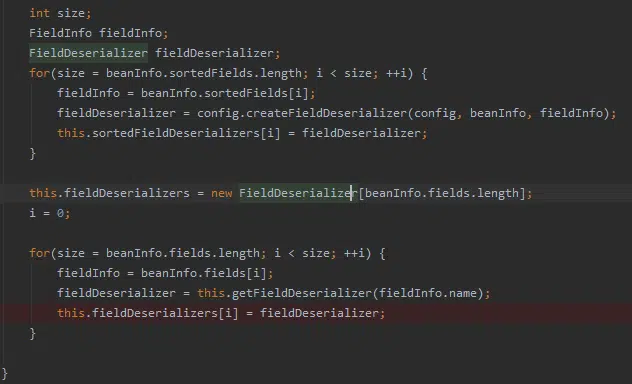 int size;
FieldInfo fieldInfo;
FieldDeserializer fieldDeserializer;
for(size = beanInfo.sortedFields.length; i < size; ++i) {
fieldInfo = beanInfo.sortedFields[i];
fieldDeserializer = config.createFieldDeserializer(config, beanInfo, fieldInfo);
this.sortedFieldDeserializers[i] = fieldDeserializer;
}
this.fieldDeserializers = new FieldDeserializer[beanInfo.fields.length];
i = 0;
for(size = beanInfo.fields.length; i < size; ++i) {
fieldInfo = beanInfo.fields[i];
fieldDeserializer = this.getFieldDeserializer(fieldInfo.name);
this.fieldDeserializers[i] = fieldDeserializer;
}
}